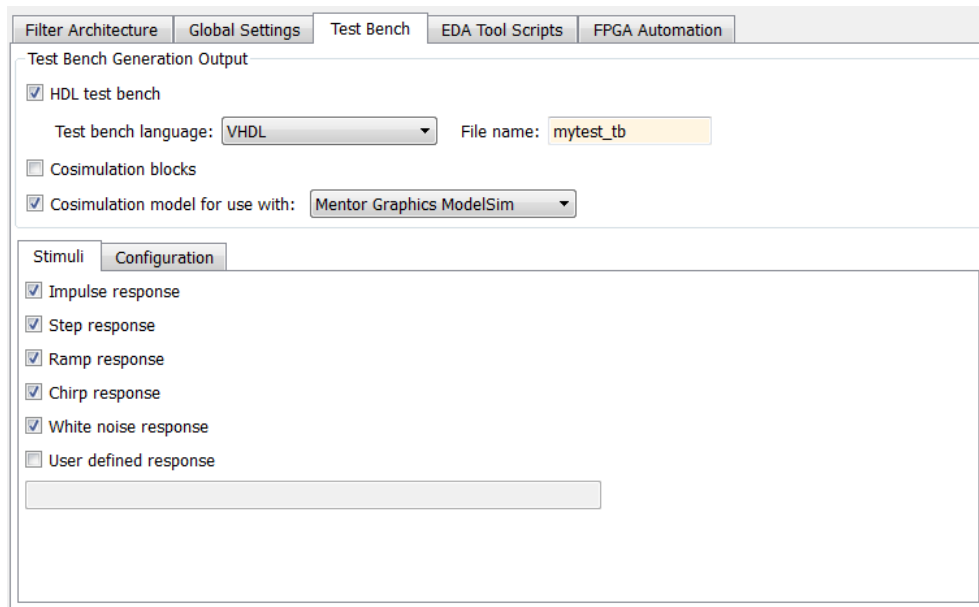 Filter Architecture Global Settings Test Bench EDA Tool Scripts FPGA Automation
Test Bench Generation Output
HDL test bench
Test bench language: VHDL File name: mytest_tb
Cosimulation blocks
Cosimulation model for use with: Mentor Graphics ModelSim
Stimuli Configuration
Impulse response
Step response
Ramp response
Chirp response
White noise response
User defined response